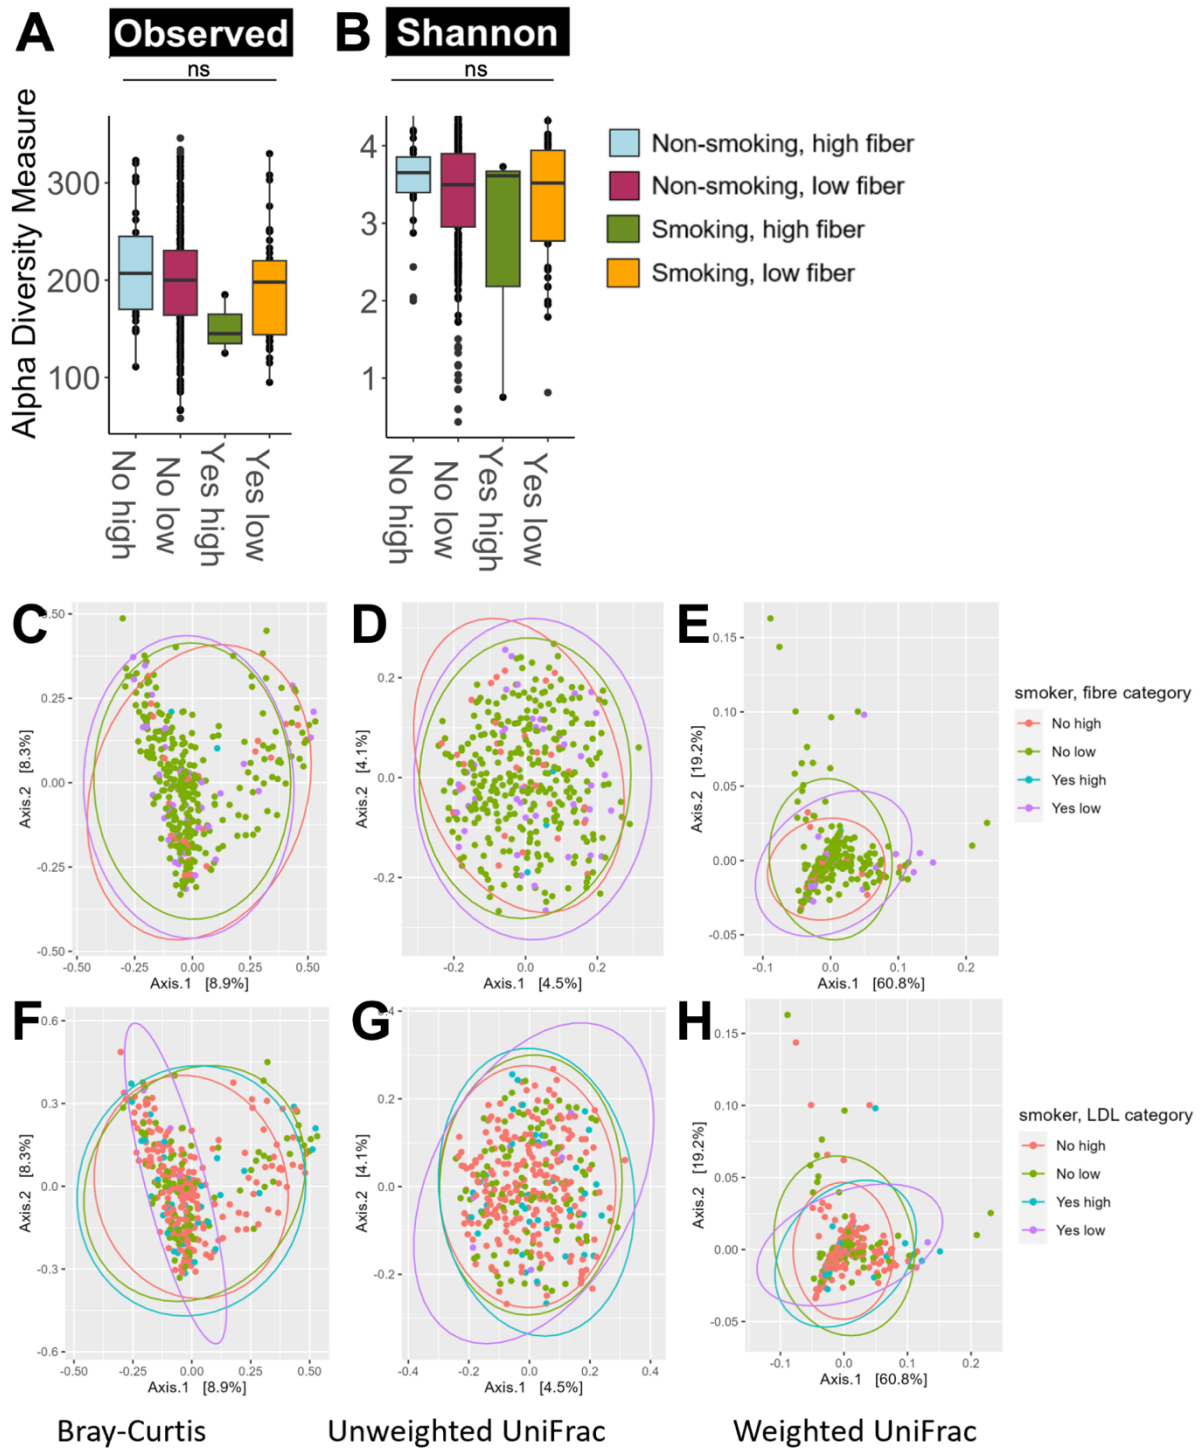 A
Observed
B
Shannon
ns
ns
Alpha Diversity Measure
300
200
100
4
3
2
1
No high
No low
Yes high
Yes low
No high
No low
Yes high
Yes low
Non-smoking, high fiber
Non-smoking, low fiber
Smoking, high fiber
Smoking, low fiber
C
0.25
0.00
-0.25
-0.50
Axis.2 [8.3%]
-0.50
-0.25
0.00
0.25
0.50
Axis.1 [8.9%]
D
0.2
0.0
-0.2
Axis.2 [4.1%]
-0.2
0.0
0.2
Axis.1 [4.5%]
E
0.15
0.10
0.05
0.00
-0.05
Axis.2 [19.2%]
-0.1
0.0
0.1
0.2
Axis.1 [60.8%]
smoker, fibre category
No high
No low
Yes high
Yes low
F
0.6
0.3
0.0
-0.3
-0.6
Axis.2 [8.3%]
-0.50
-0.25
0.00
0.25
0.50
Axis.1 [8.9%]
G
0.2
0.0
-0.2
Axis.2 [4.1%]
-0.4
-0.2
0.0
0.2
0.4
Axis.1 [4.5%]
H
0.15
0.10
0.05
0.00
-0.05
Axis.2 [19.2%]
-0.1
0.0
0.1
0.2
Axis.1 [60.8%]
smoker, LDL category
No high
No low
Yes high
Yes low
Bray-Curtis
Unweighted UniFrac
Weighted UniFrac